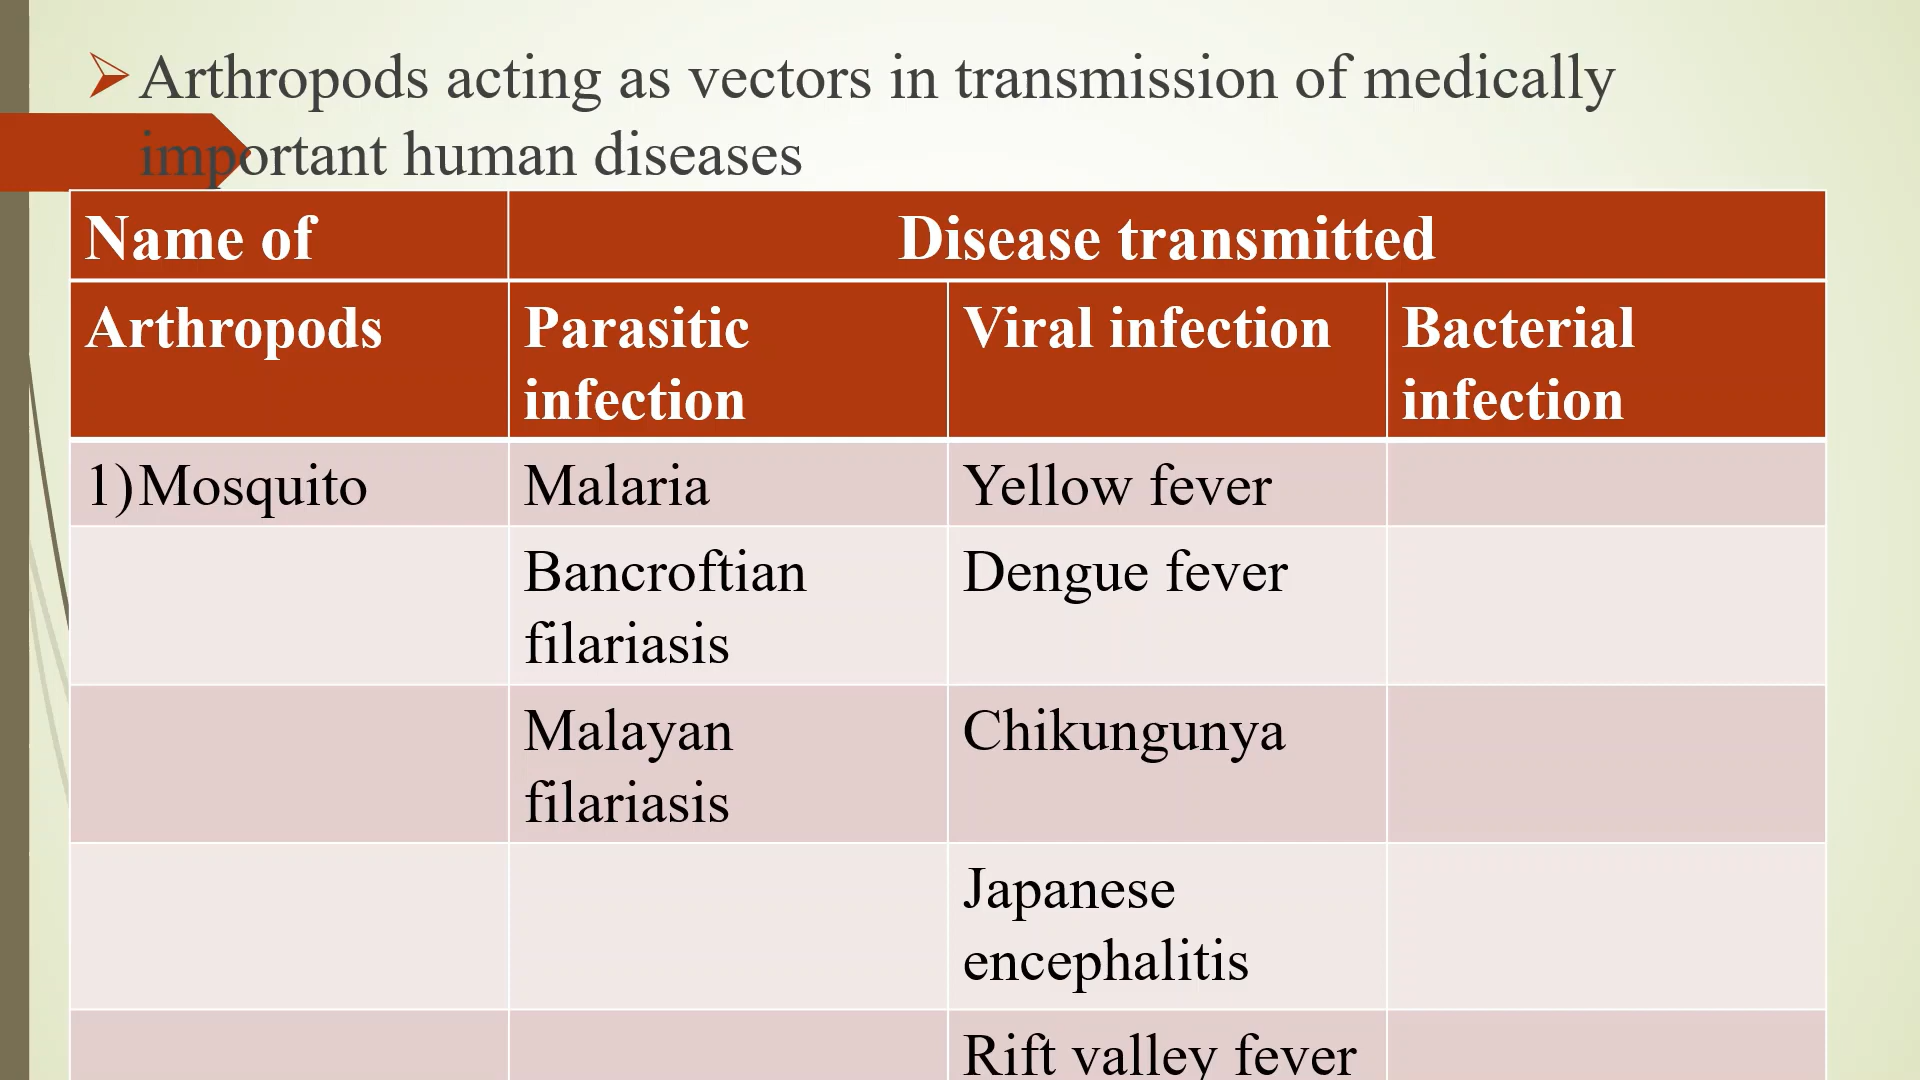 Arthropods acting as vectors in transmission of medically
important human diseases
Name of
Disease transmitted
Arthropods
Parasitic
infection
Viral infection
Bacterial
infection
1)Mosquito
Malaria
Yellow fever
Bancroftian
filariasis
Dengue fever
Malayan
filariasis
Chikungunya
Japanese
encephalitis
Rift valley fever